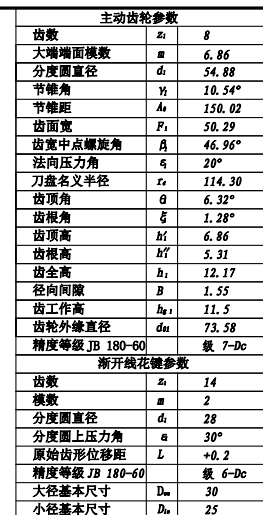 主动齿轮参数
齿数 z₁ 8
大端端面模数 m 6.86
分度圆直径 d₁ 54.88
节锥角 γ₁ 10.54°
节锥距 A₀ 150.02
齿面宽 F₁ 50.29
齿宽中点螺旋角 β₁ 46.96°
法向压力角 20°
刀盘名义半径 114.30
齿顶角 θ 6.32°
齿根角 ξ 1.28°
齿顶高 h₁′ 6.86
齿根高 h₁″ 5.31
齿全高 h₁ 12.17
径向间隙 B 1.55
齿工作高 11.5
齿轮外缘直径 73.58
精度等级 JB 180-60 级 7-Dc
渐开线花键参数
齿数 z₁ 14
模数 m 2
分度圆直径 d₁ 28
分度圆上压力角 30°
原始齿形位移距 L +0.2
精度等级 JB 180-60 级 6-Dc
大径基本尺寸 30
小径基本尺寸 25